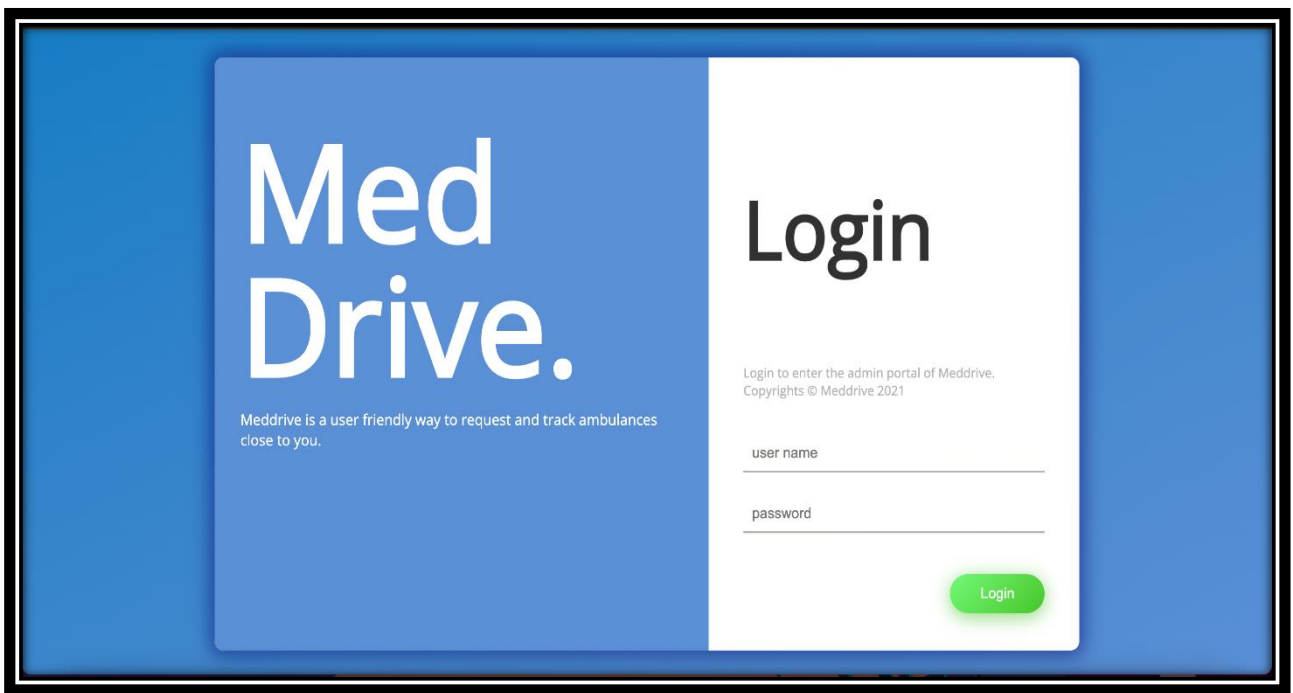 Med
Drive.
Meddrive is a user friendly way to request and track ambulances
close to you.
Login
Login to enter the admin portal of Meddrive.
Copyrights © Meddrive 2021
user name
password
Login